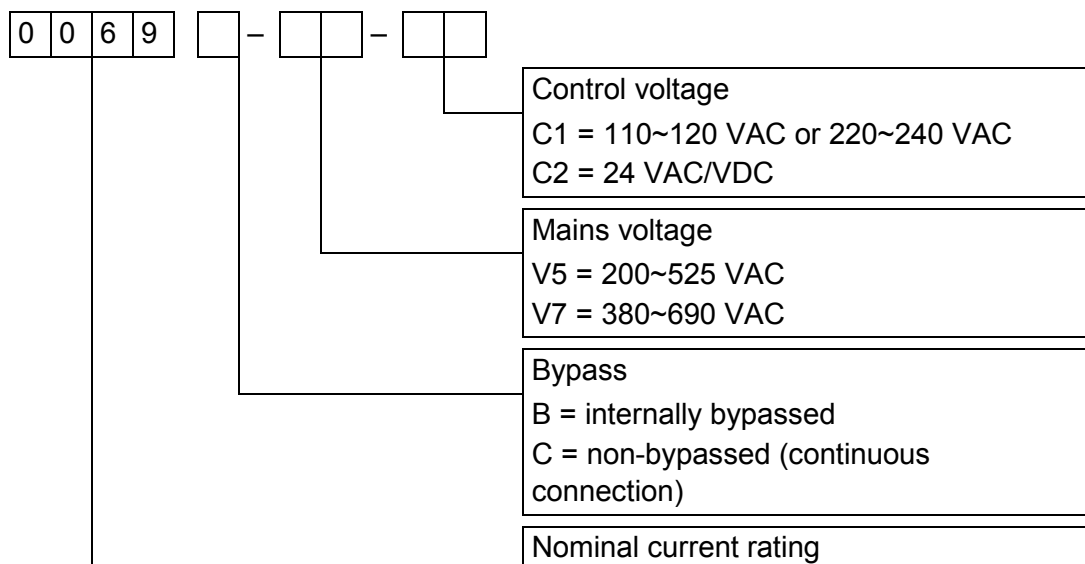 0 0 6 9 – –
Control voltage
C1 = 110~120 VAC or 220~240 VAC
C2 = 24 VAC/VDC
Mains voltage
V5 = 200~525 VAC
V7 = 380~690 VAC
Bypass
B = internally bypassed
C = non-bypassed (continuous
connection)
Nominal current rating